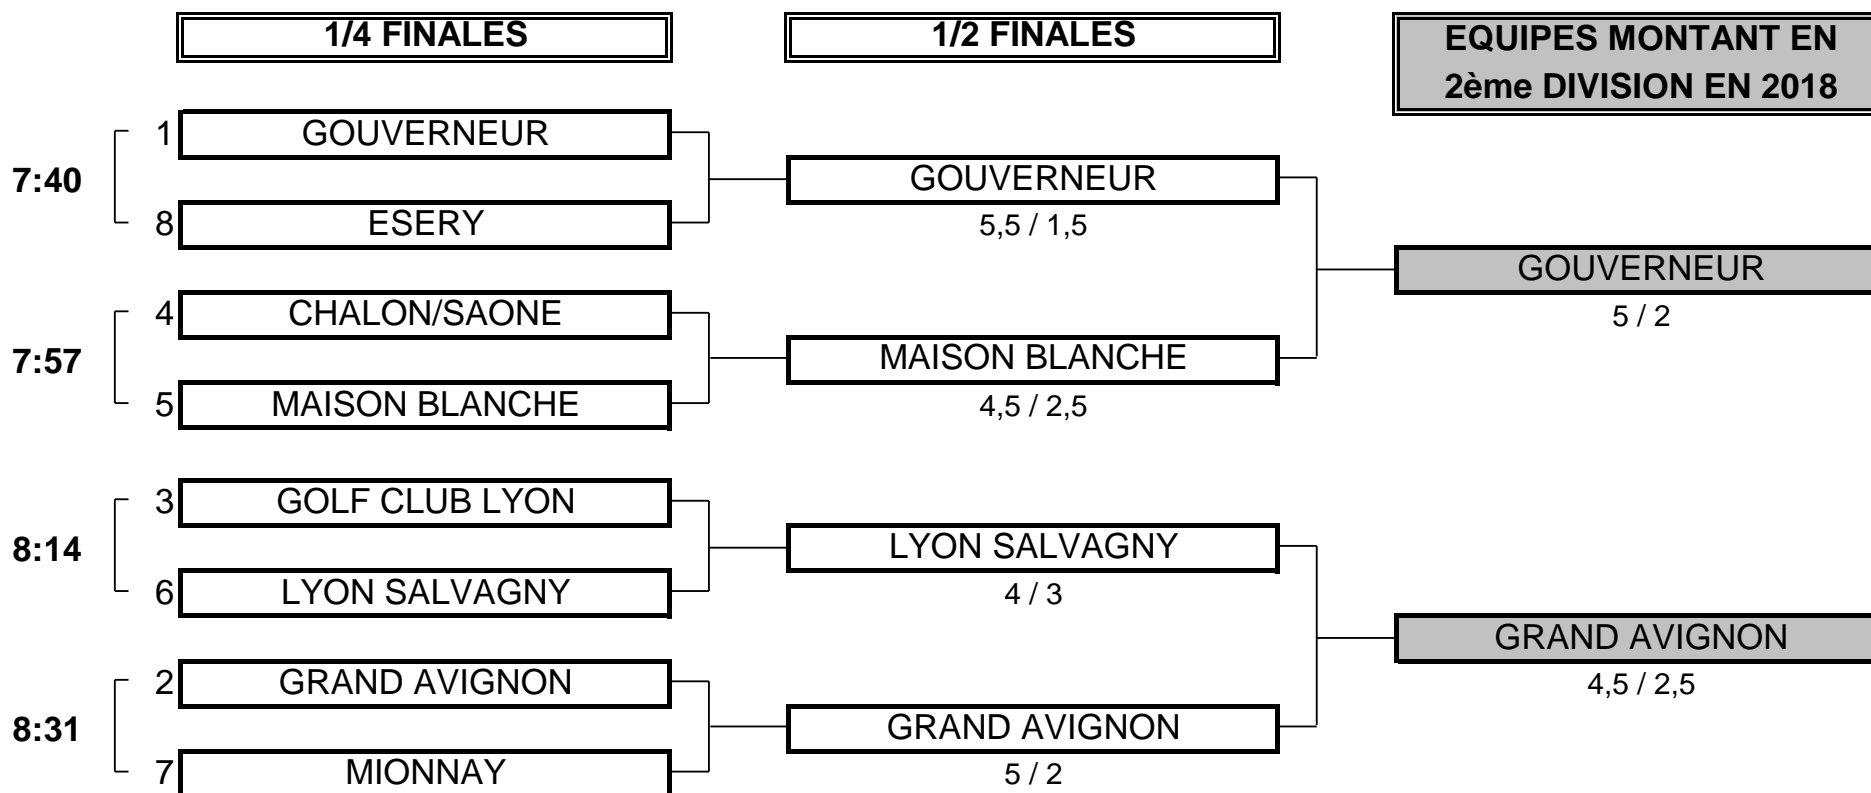 1/4 FINALES
1/2 FINALES
EQUIPES MONTANT EN
2ème DIVISION EN 2018
1 GOUVERNEUR
7:40
GOUVERNEUR
8 ESERY
5,5 / 1,5
GOUVERNEUR
4 CHALON/SAONE
5 / 2
7:57
MAISON BLANCHE
5 MAISON BLANCHE
4,5 / 2,5
3 GOLF CLUB LYON
8:14
LYON SALVAGNY
6 LYON SALVAGNY
4 / 3
GRAND AVIGNON
2 GRAND AVIGNON
4,5 / 2,5
8:31
GRAND AVIGNON
7 MIONNAY
5 / 2